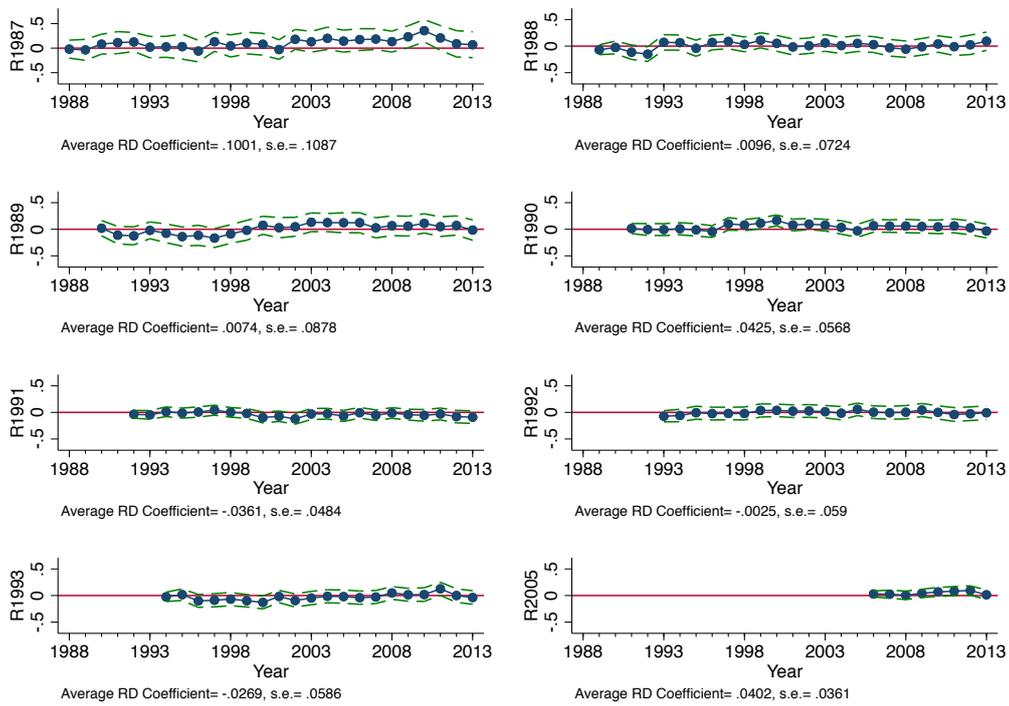 R1987
.5
0
-.5
1988 1993 1998 2003 2008 2013
Year
Average RD Coefficient= .1001, s.e.= .1087
R1988
.5
0
-.5
1988 1993 1998 2003 2008 2013
Year
Average RD Coefficient= .0096, s.e.= .0724
R1989
.5
0
-.5
1988 1993 1998 2003 2008 2013
Year
Average RD Coefficient= .0074, s.e.= .0878
R1990
.5
0
-.5
1988 1993 1998 2003 2008 2013
Year
Average RD Coefficient= .0425, s.e.= .0568
R1991
.5
0
-.5
1988 1993 1998 2003 2008 2013
Year
Average RD Coefficient= -.0361, s.e.= .0484
R1992
.5
0
-.5
1988 1993 1998 2003 2008 2013
Year
Average RD Coefficient= -.0025, s.e.= .059
R1993
.5
0
-.5
1988 1993 1998 2003 2008 2013
Year
Average RD Coefficient= -.0269, s.e.= .0586
R2005
.5
0
-.5
1988 1993 1998 2003 2008 2013
Year
Average RD Coefficient= .0402, s.e.= .0361